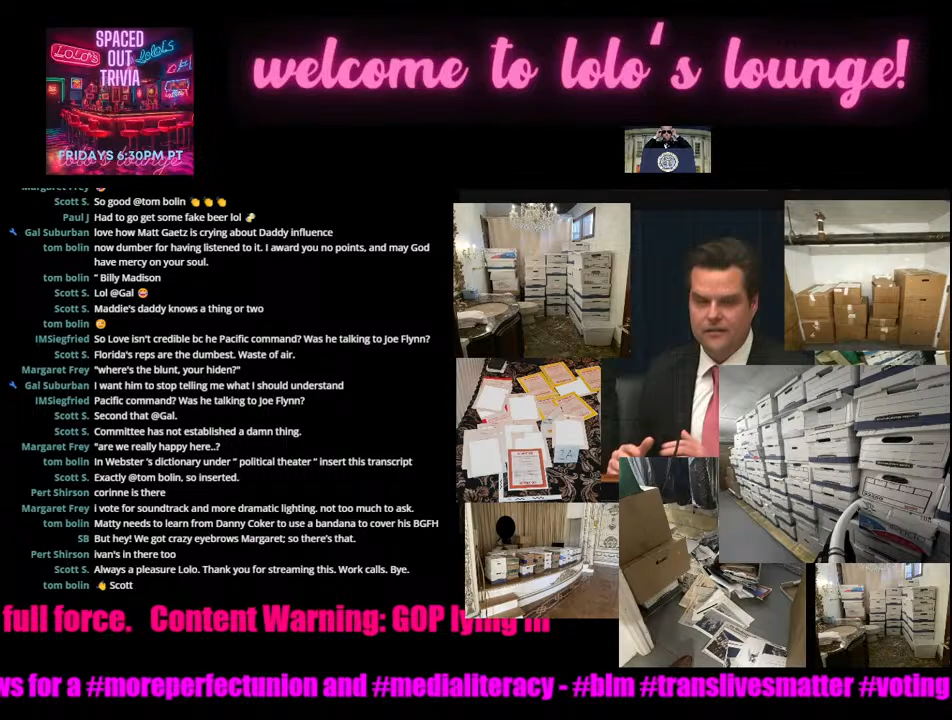 SPACED
OUT
TRIVIA
LOLO'S
FRIDAYS 6:30PM PT
lolo's lounge
welcome to lolo's lounge!
Margaret Frey
Scott S. So good @tom bolin 👏👏👏
Paul J Had to go get some fake beer lol
Gal Suburban love how Matt Gaetz is crying about Daddy influence
tom bolin now dumber for having listened to it. I award you no points, and may God
have mercy on your soul.
tom bolin " Billy Madison
Scott S. Lol @Gal
Scott S. Maddie's daddy knows a thing or two
tom bolin
IMSiegfried So Love isn't credible bc he Pacific command? Was he talking to Joe Flynn?
Scott S. Florida's reps are the dumbest. Waste of air.
Margaret Frey "where's the blunt, your hiden?"
Gal Suburban I want him to stop telling me what I should understand
IMSiegfried Pacific command? Was he talking to Joe Flynn?
Scott S. Second that @Gal.
Scott S. Committee has not established a damn thing.
Margaret Frey "are we really happy here..?
tom bolin In Webster 's dictionary under " political theater " insert this transcript
Scott S. Exactly @tom bolin, so inserted.
Pert Shirson corinne is there
Margaret Frey i vote for soundtrack and more dramatic lighting. not too much to ask.
tom bolin Matty needs to learn from Danny Coker to use a bandana to cover his BGFH
SB But hey! We got crazy eyebrows Margaret; so there's that.
Pert Shirson ivan's in there too
Scott S. Always a pleasure Lolo. Thank you for streaming this. Work calls. Bye.
tom bolin 👋 Scott
2A
full force. Content Warning: GOP lying in
ws for a #moreperfectunion and #medialiteracy - #blm #translivesmatter #voting